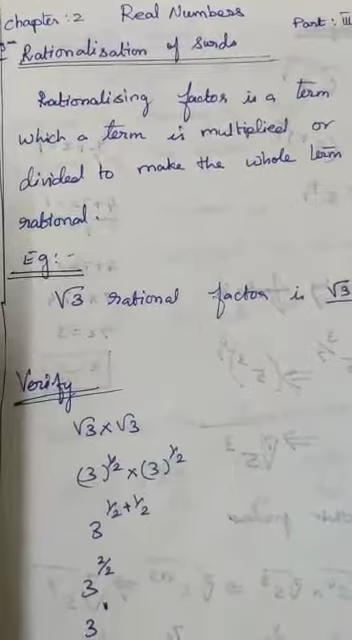 Chapter: 2 Real Numbers Part: III
Rationalisation of Surds
Rationalising factor is a term
which a term is multiplied or
divided to make the whole term
rational.
Eg:-
√3 rational factor is √3
Verify
√3 × √3
(3)^1/2 × (3)^1/2
3^1/2+1/2
3^2/2
3